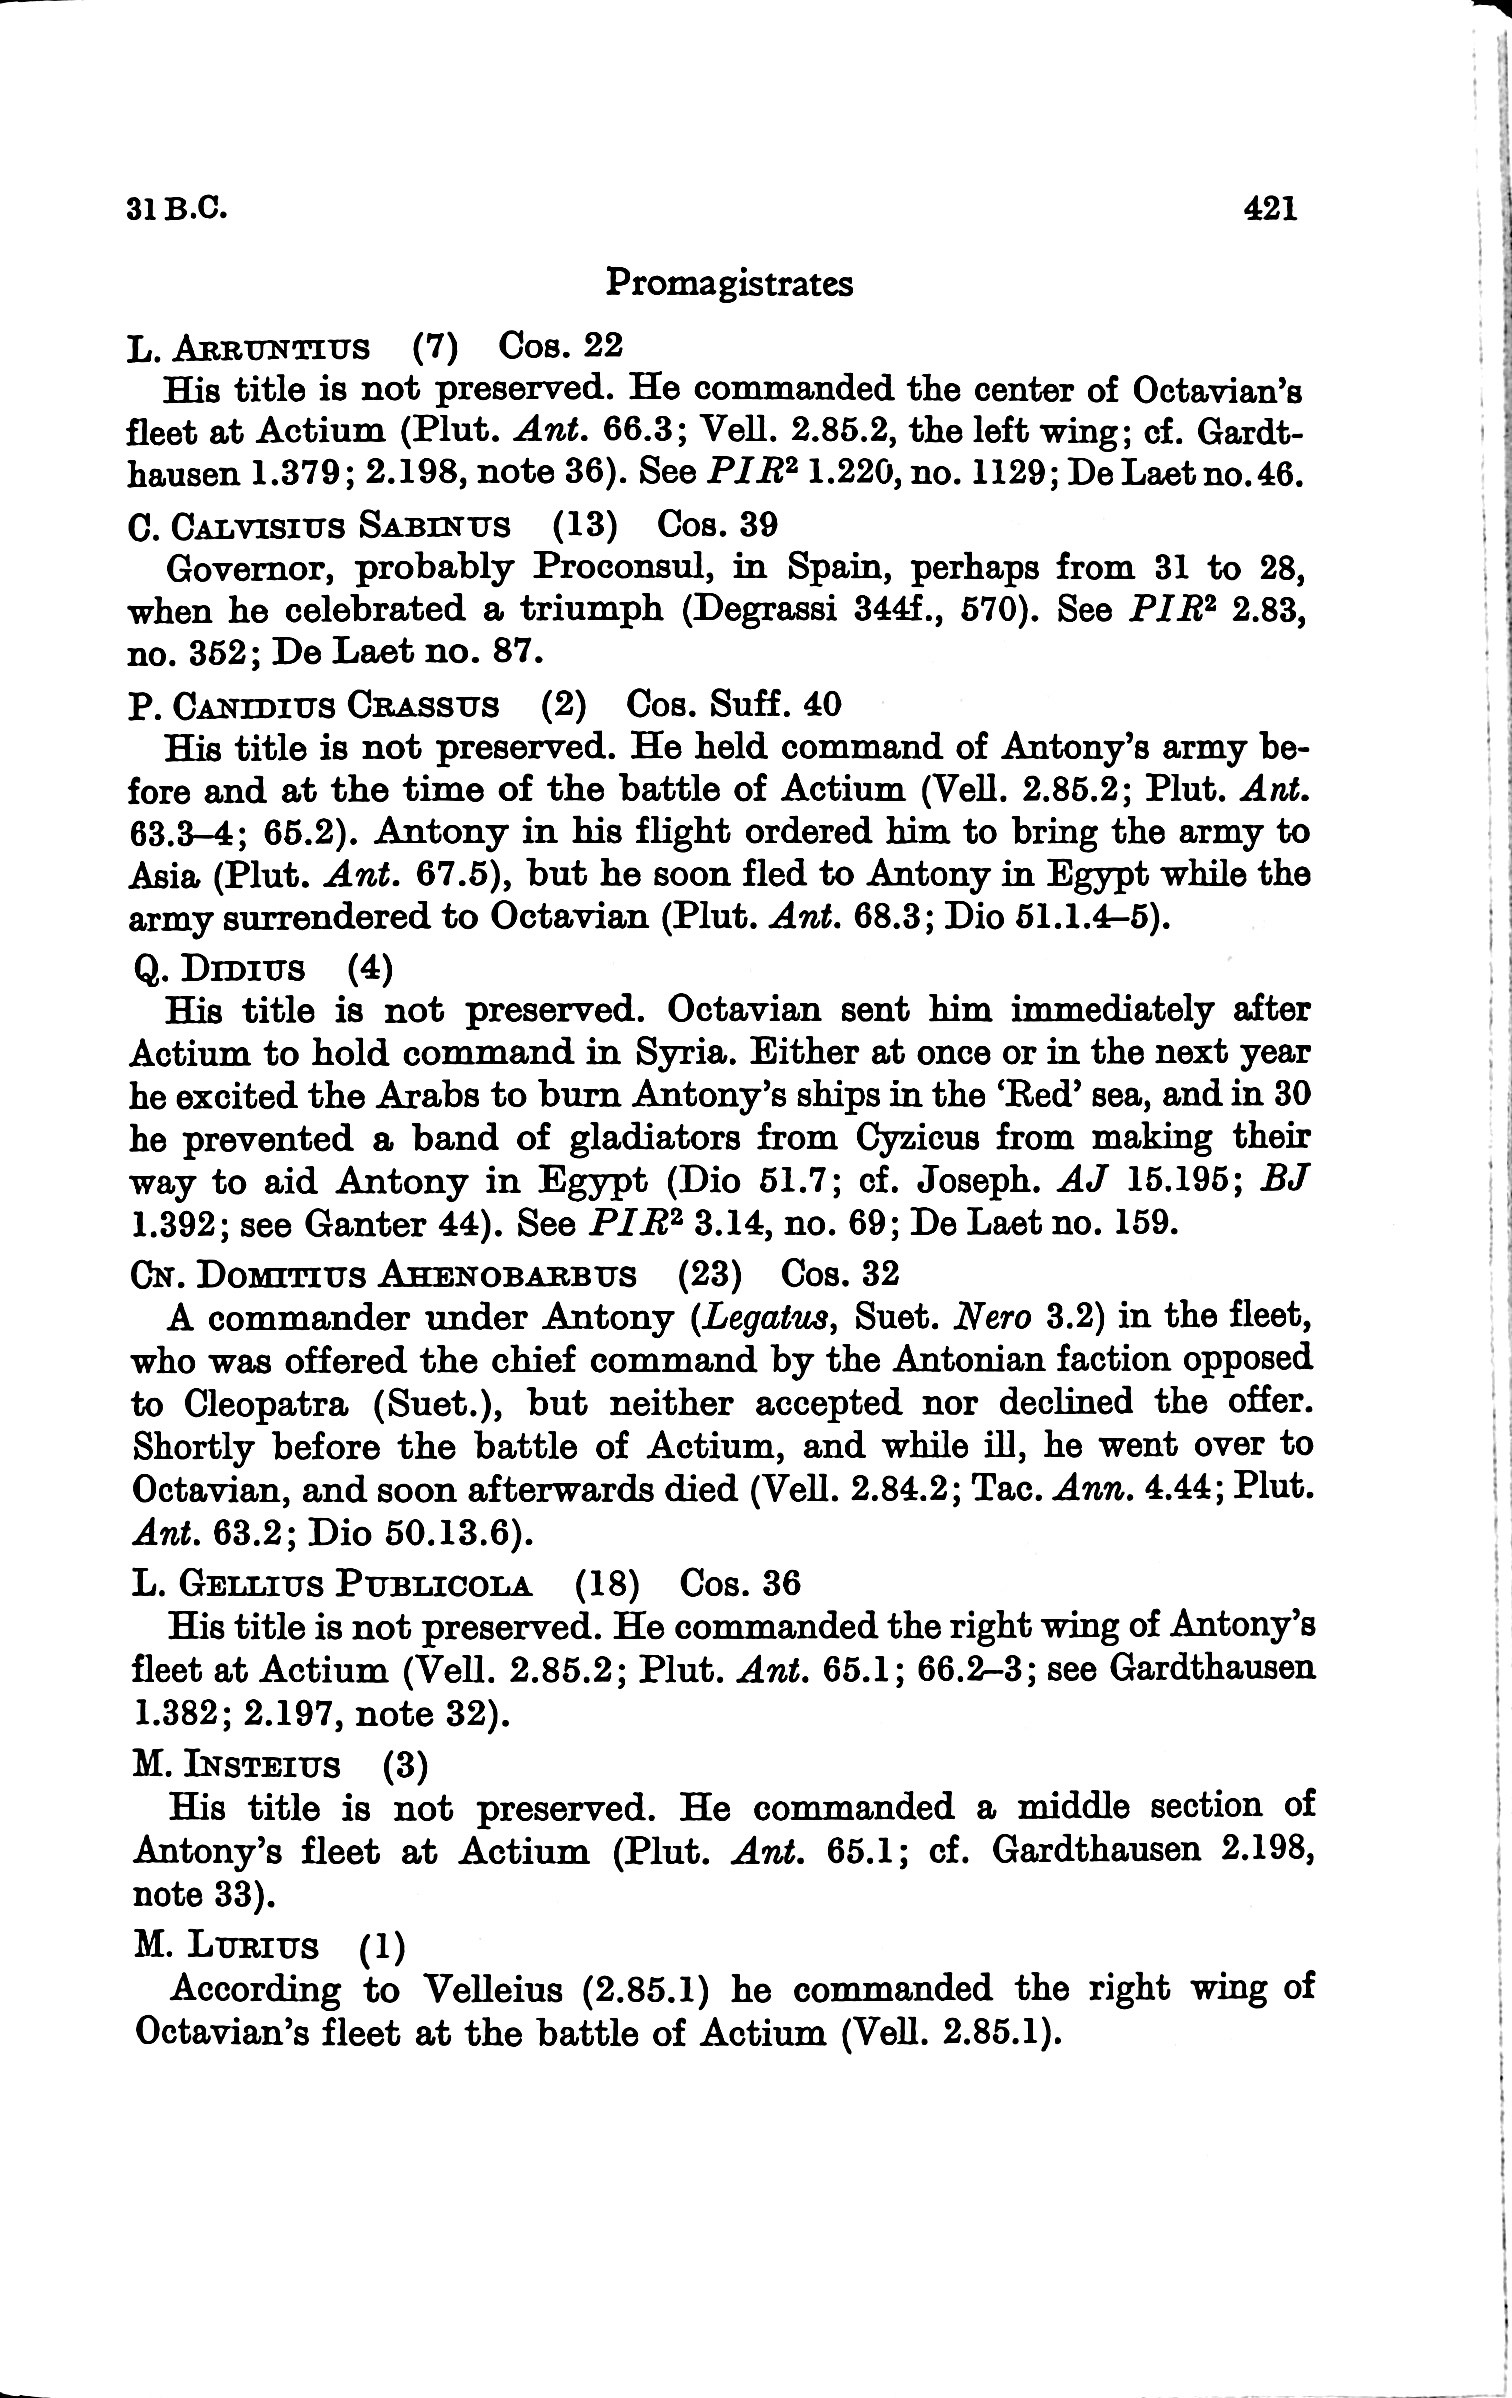 31 B.C. 421
Promagistrates
L. ARRUNTIUS (7) Cos. 22
His title is not preserved. He commanded the center of Octavian's
fleet at Actium (Plut. Ant. 66.3; Vell. 2.85.2, the left wing; cf. Gardt-
hausen 1.379; 2.198, note 36). See PIR² 1.220, no. 1129; De Laet no. 46.
C. CALVISIUS SABINUS (13) Cos. 39
Governor, probably Proconsul, in Spain, perhaps from 31 to 28,
when he celebrated a triumph (Degrassi 344f., 570). See PIR² 2.83,
no. 352; De Laet no. 87.
P. CANIDIUS CRASSUS (2) Cos. Suff. 40
His title is not preserved. He held command of Antony's army be-
fore and at the time of the battle of Actium (Vell. 2.85.2; Plut. Ant.
63.3–4; 65.2). Antony in his flight ordered him to bring the army to
Asia (Plut. Ant. 67.5), but he soon fled to Antony in Egypt while the
army surrendered to Octavian (Plut. Ant. 68.3; Dio 51.1.4–5).
Q. DIDIUS (4)
His title is not preserved. Octavian sent him immediately after
Actium to hold command in Syria. Either at once or in the next year
he excited the Arabs to burn Antony's ships in the ‘Red’ sea, and in 30
he prevented a band of gladiators from Cyzicus from making their
way to aid Antony in Egypt (Dio 51.7; cf. Joseph. AJ 15.195; BJ
1.392; see Ganter 44). See PIR² 3.14, no. 69; De Laet no. 159.
CN. DOMITIUS AHENOBARBUS (23) Cos. 32
A commander under Antony (Legatus, Suet. Nero 3.2) in the fleet,
who was offered the chief command by the Antonian faction opposed
to Cleopatra (Suet.), but neither accepted nor declined the offer.
Shortly before the battle of Actium, and while ill, he went over to
Octavian, and soon afterwards died (Vell. 2.84.2; Tac. Ann. 4.44; Plut.
Ant. 63.2; Dio 50.13.6).
L. GELLIUS PUBLICOLA (18) Cos. 36
His title is not preserved. He commanded the right wing of Antony's
fleet at Actium (Vell. 2.85.2; Plut. Ant. 65.1; 66.2–3; see Gardthausen
1.382; 2.197, note 32).
M. INSTEIUS (3)
His title is not preserved. He commanded a middle section of
Antony's fleet at Actium (Plut. Ant. 65.1; cf. Gardthausen 2.198,
note 33).
M. LURIUS (1)
According to Velleius (2.85.1) he commanded the right wing of
Octavian's fleet at the battle of Actium (Vell. 2.85.1).